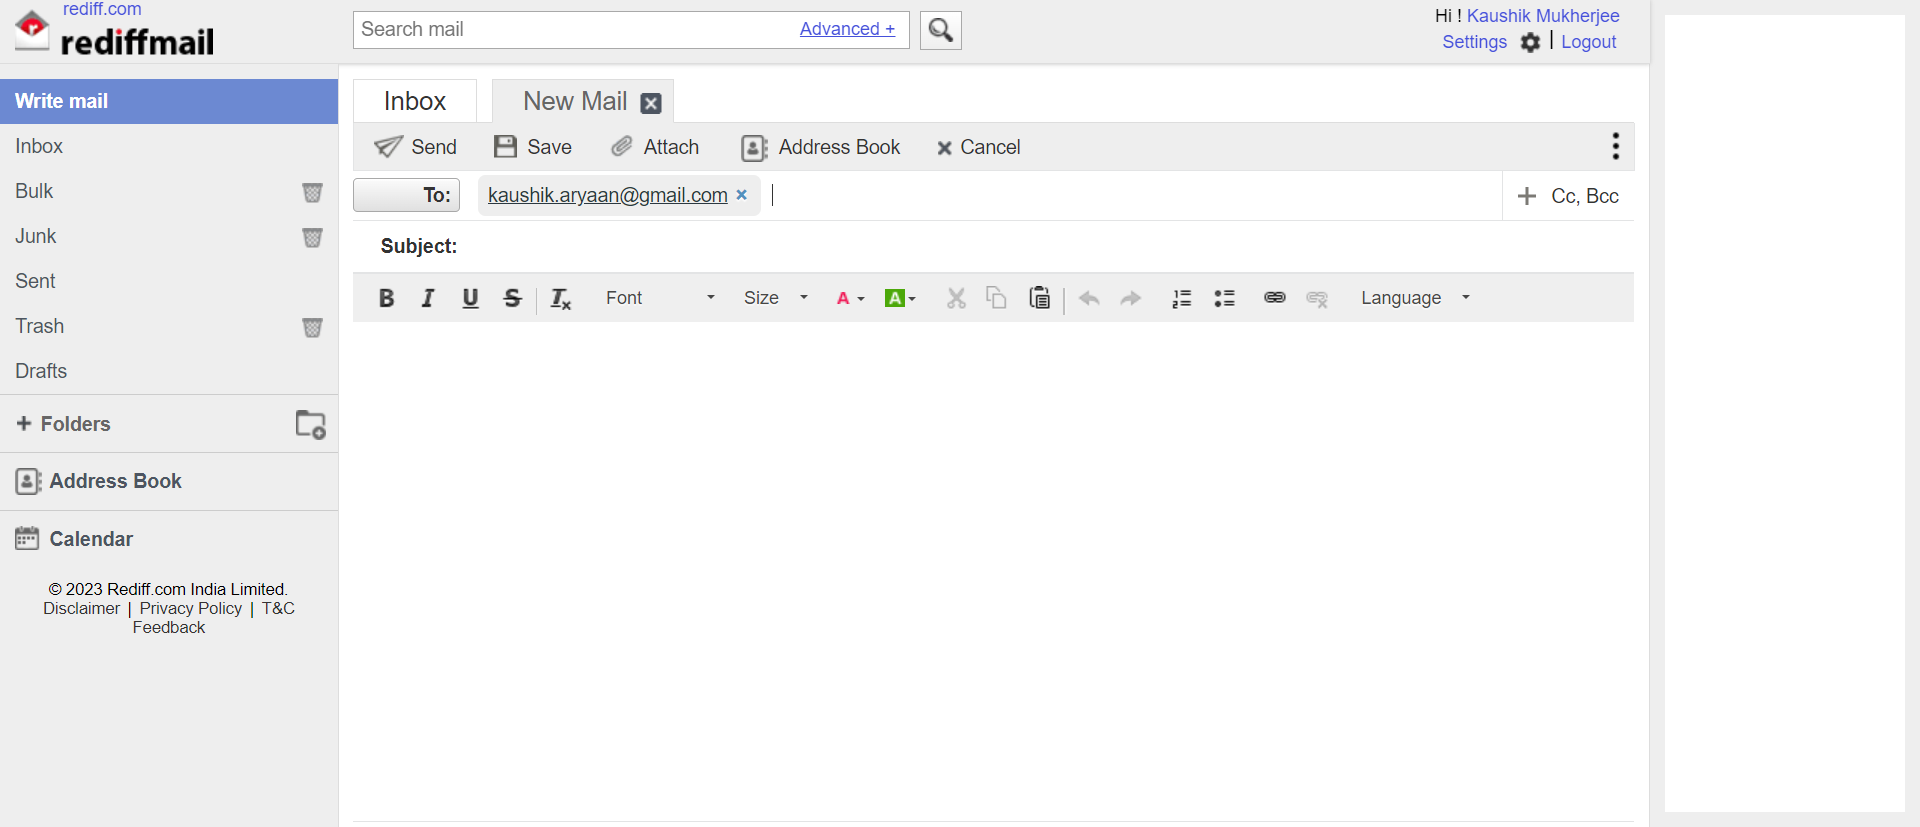 rediff.com
rediffmail
Search mail Advanced +
Hi ! Kaushik Mukherjee
Settings | Logout
Write mail
Inbox
Bulk
Junk
Sent
Trash
Drafts
+ Folders
Address Book
Calendar
© 2023 Rediff.com India Limited.
Disclaimer | Privacy Policy | T&C
Feedback
Inbox New Mail
Send Save Attach Address Book Cancel
To: kaushik.aryaan@gmail.com Cc, Bcc
Subject:
B I U S Tx Font Size A A Language